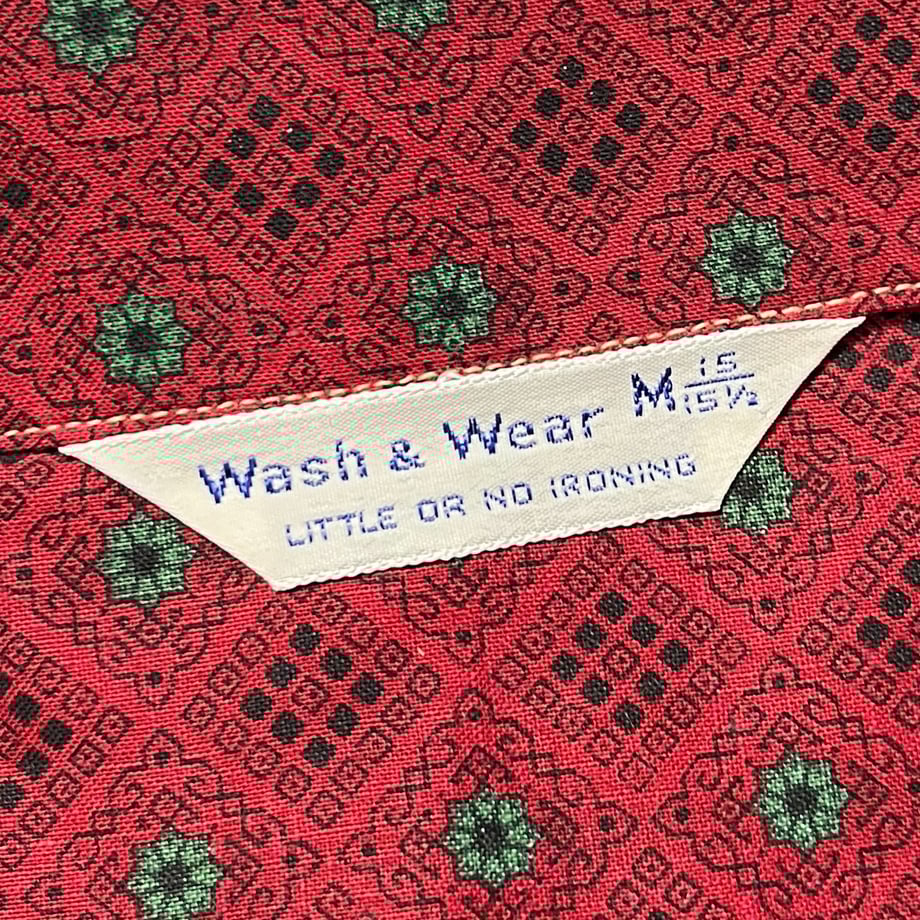 Wash & Wear M 15/15½
LITTLE OR NO IRONING